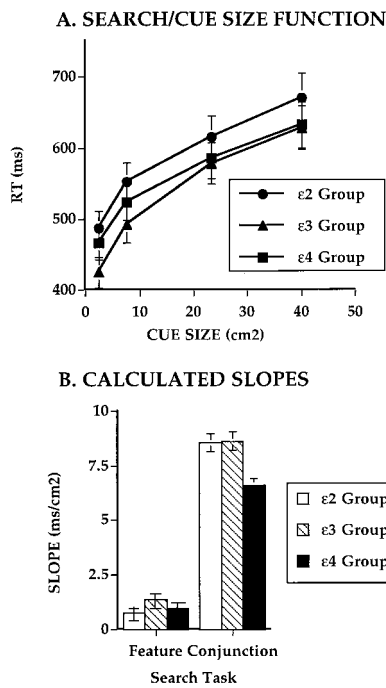 A. SEARCH/CUE SIZE FUNCTION
700
600
500
400
RT
(ms)
0 10 20 30 40 50
CUE SIZE (cm2)
ε2 Group
ε3 Group
ε4 Group
B. CALCULATED SLOPES
10
7.5
5
2.5
0
SLOPE (ms/cm2)
ε2 Group
ε3 Group
ε4 Group
Feature Conjunction
Search Task